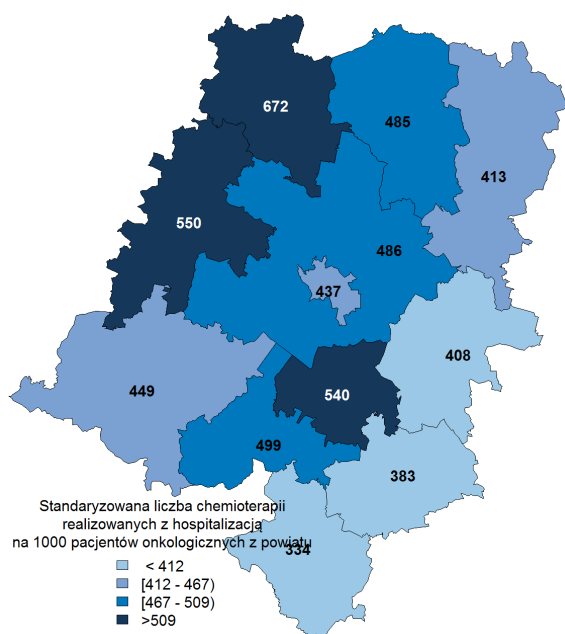 672
485
413
550
486
437
408
449
540
499
383
Standaryzowana liczba chemioterapii
realizowanych z hospitalizacją
na 1000 pacjentów onkologicznych z powiatu
334
< 412
[412 - 467)
[467 - 509)
>509